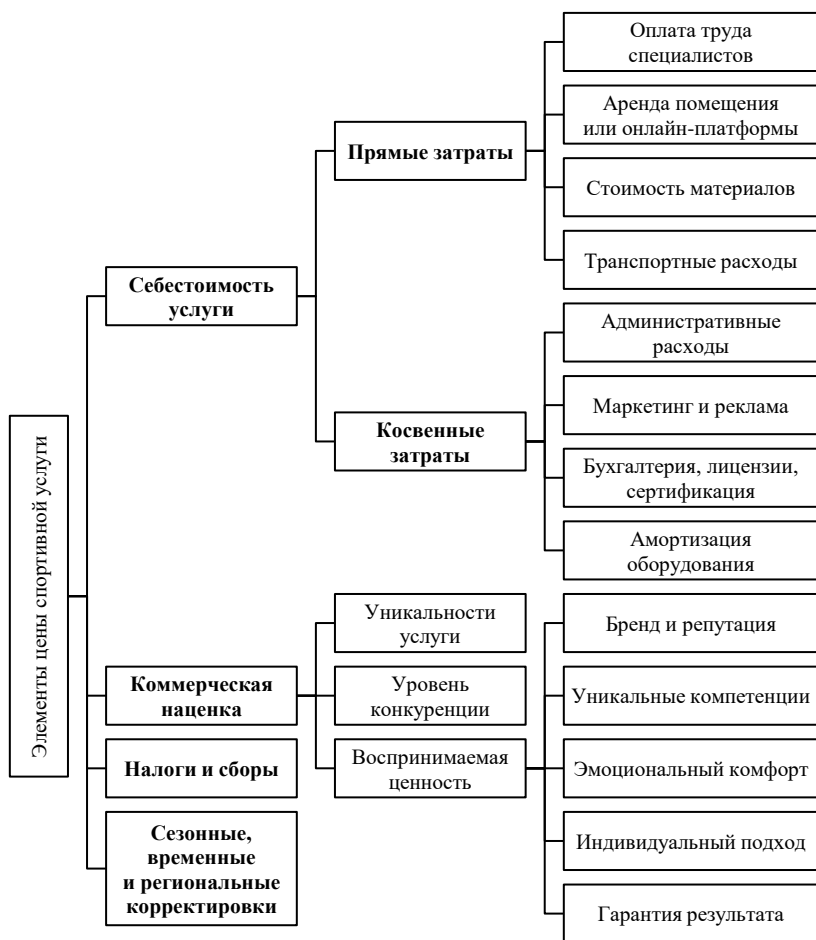 Элементы цены спортивной услуги
Себестоимость
услуги
Прямые затраты
Оплата труда
специалистов
Аренда помещения
или онлайн-платформы
Стоимость материалов
Транспортные расходы
Косвенные
затраты
Административные
расходы
Маркетинг и реклама
Бухгалтерия, лицензии,
сертификация
Амортизация
оборудования
Коммерческая
наценка
Уникальности
услуги
Уровень
конкуренции
Воспринимаемая
ценность
Бренд и репутация
Уникальные компетенции
Эмоциональный комфорт
Индивидуальный подход
Гарантия результата
Налоги и сборы
Сезонные,
временные
и региональные
корректировки